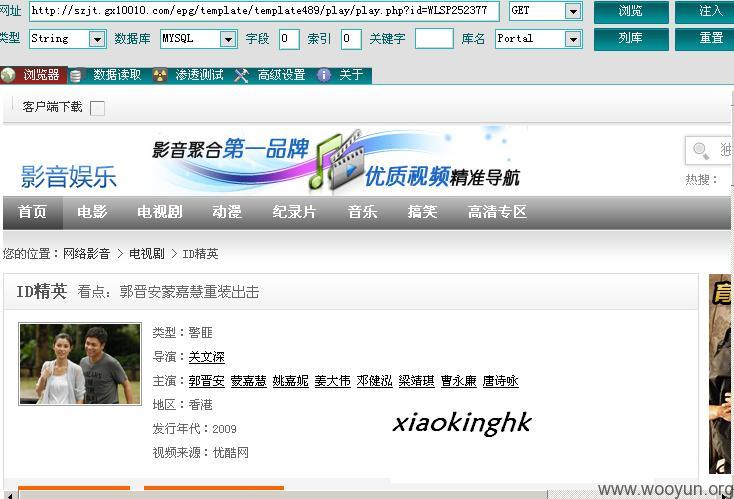 网址 http://szjt.gx10010.com/epg/template/template489/play/play.php?id=WLSP252377 GET 浏览 注入
类型 String 数据库 MYSQL 字段 0 索引 0 关键字 库名 Portal 列库 重置
浏览器 数据读取 渗透测试 高级设置 关于
客户端下载
影音娱乐 影音聚合第一品牌
优质视频精准导航
热搜：
首页 电影 电视剧 动漫 纪录片 音乐 搞笑 高清专区
您的位置：网络影音 > 电视剧 > ID精英
ID精英 看点：郭晋安蒙嘉慧重装出击
类型：警匪
导演：关文深
主演：郭晋安 蒙嘉慧 姚嘉妮 姜大伟 邓健泓 梁靖琪 曹永廉 唐诗咏
地区：香港
发行年代：2009
视频来源：优酷网
xiaokinghk
www.wooyun.org